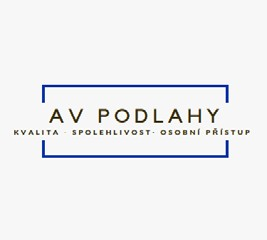 AV PODLAHY
KVALITA · SPOLEHLIVOST· OSOBNÍ PŘÍSTUP